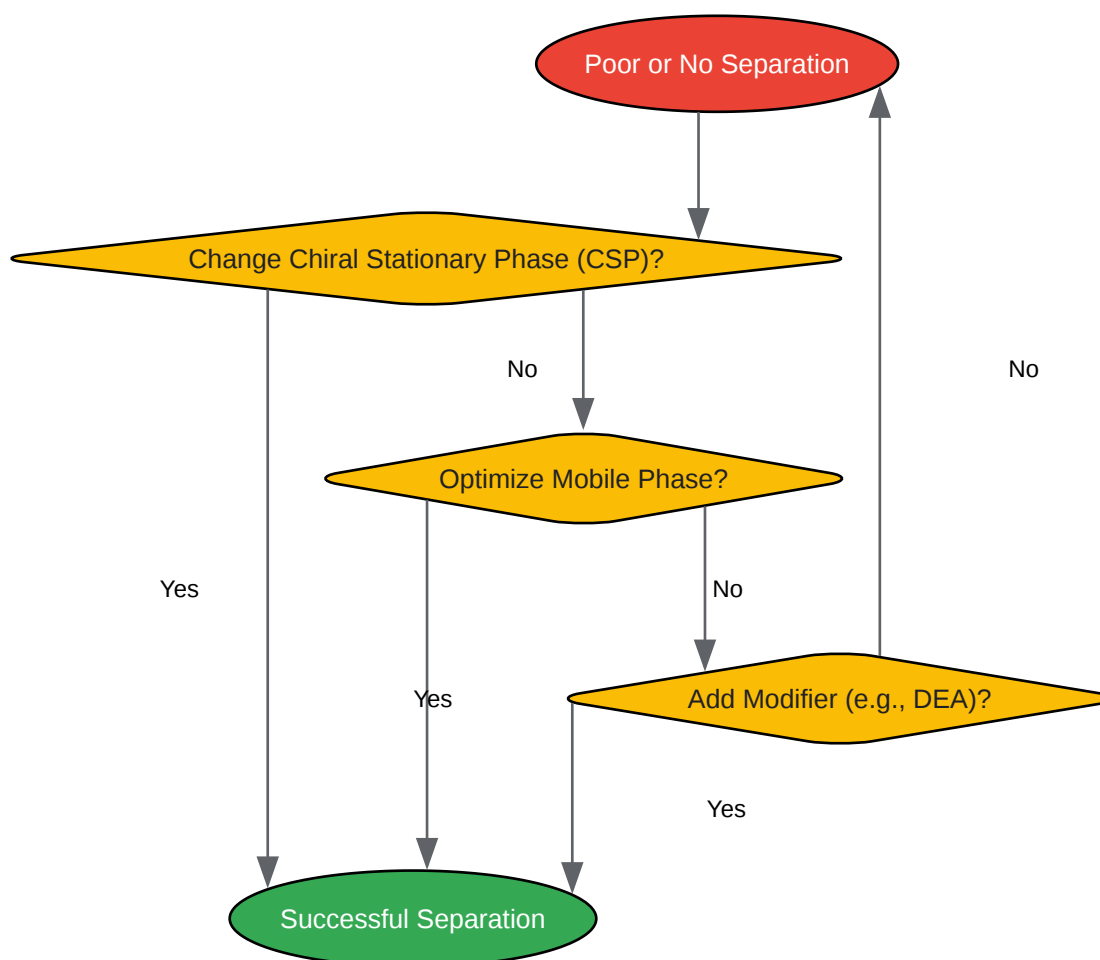 Poor or No Separation
Change Chiral Stationary Phase (CSP)?
No
No
Optimize Mobile Phase?
Yes
No
Yes
Add Modifier (e.g., DEA)?
Yes
Successful Separation